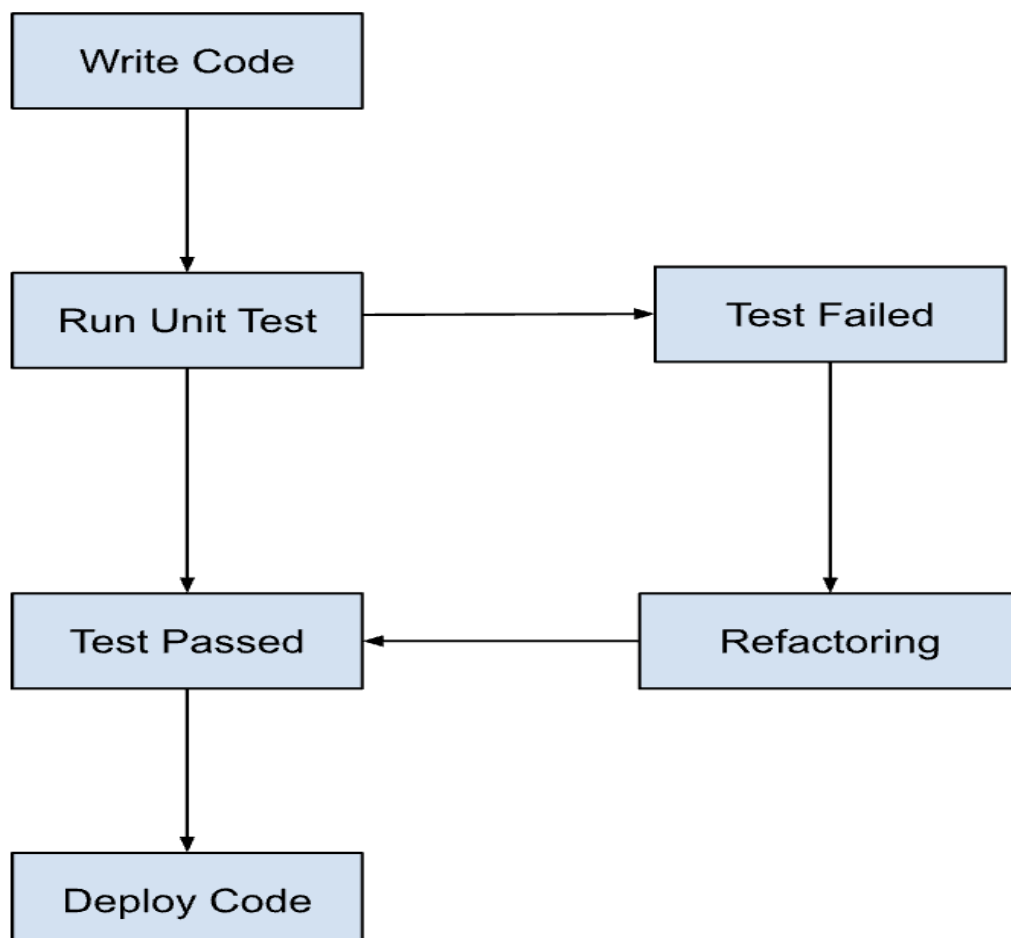 Write Code
Run Unit Test
Test Failed
Test Passed
Refactoring
Deploy Code